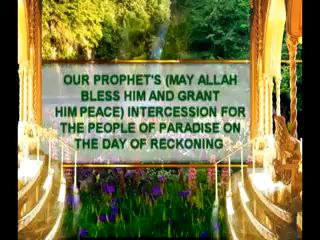 OUR PROPHET'S (MAY ALLAH
BLESS HIM AND GRANT
HIM PEACE) INTERCESSION FOR
THE PEOPLE OF PARADISE ON
THE DAY OF RECKONING